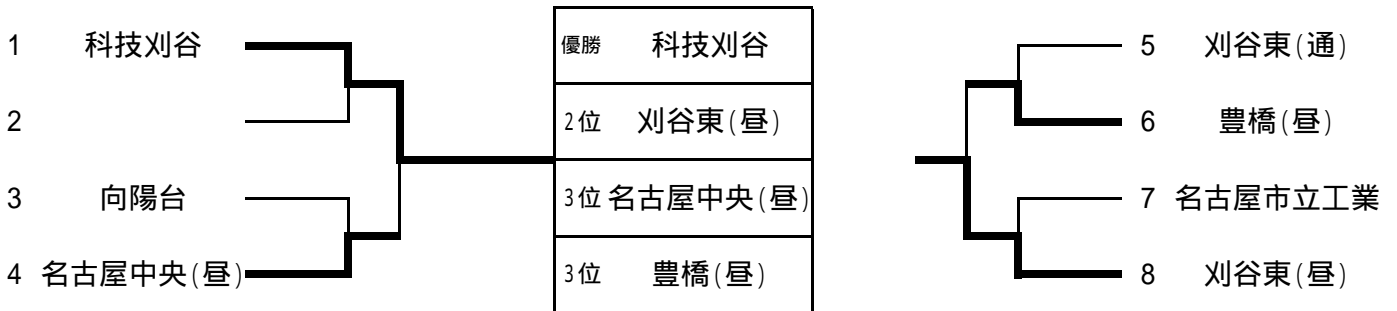 1 科技刈谷
2
3 向陽台
4 名古屋中央(昼)
優勝 科技刈谷
2位 刈谷東(昼)
3位 名古屋中央(昼)
3位 豊橋(昼)
5 刈谷東(通)
6 豊橋(昼)
7 名古屋市立工業
8 刈谷東(昼)